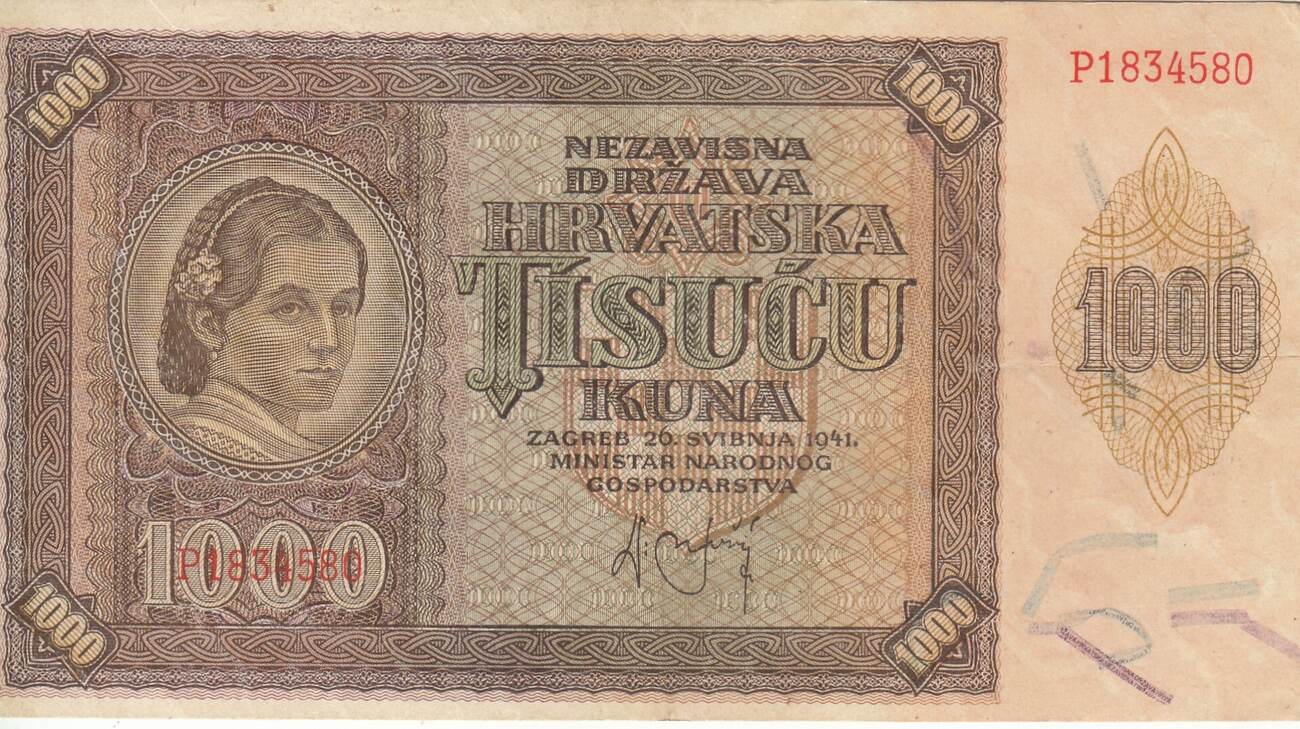 1000
1000
P1834580
NEZAVISNA
DRŽAVA
HRVATSKA
TÍSUĆU
KUNA
ZAGREB 26. SVIBNJA 1941.
MINISTAR NARODNOG
GOSPODARSTVA
1000
1000
P1834580
1000
1000